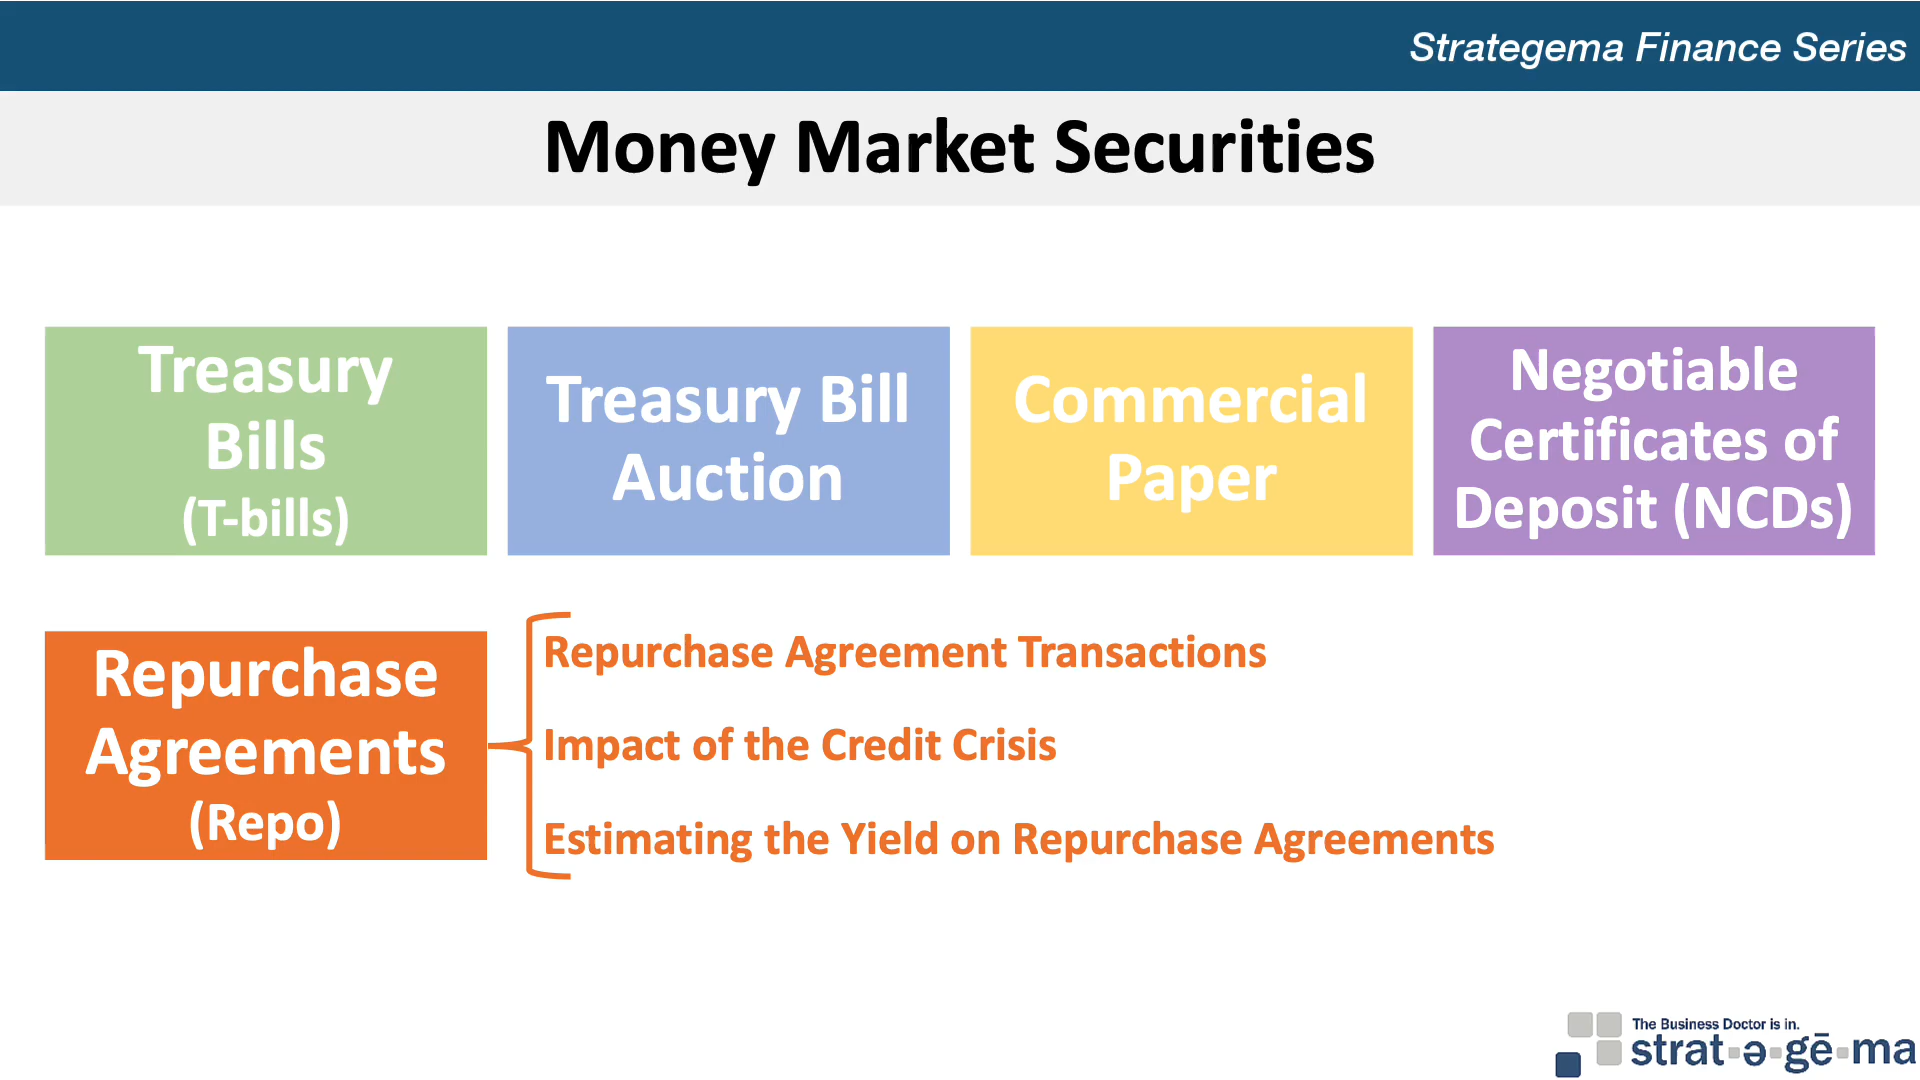 Strategema Finance Series
Money Market Securities
Treasury
Bills
(T-bills)
Treasury Bill
Auction
Commercial
Paper
Negotiable
Certificates of
Deposit (NCDs)
Repurchase
Agreements
(Repo)
Repurchase Agreement Transactions
Impact of the Credit Crisis
Estimating the Yield on Repurchase Agreements
The Business Doctor is in.
strat▪ə▪gē▪ma